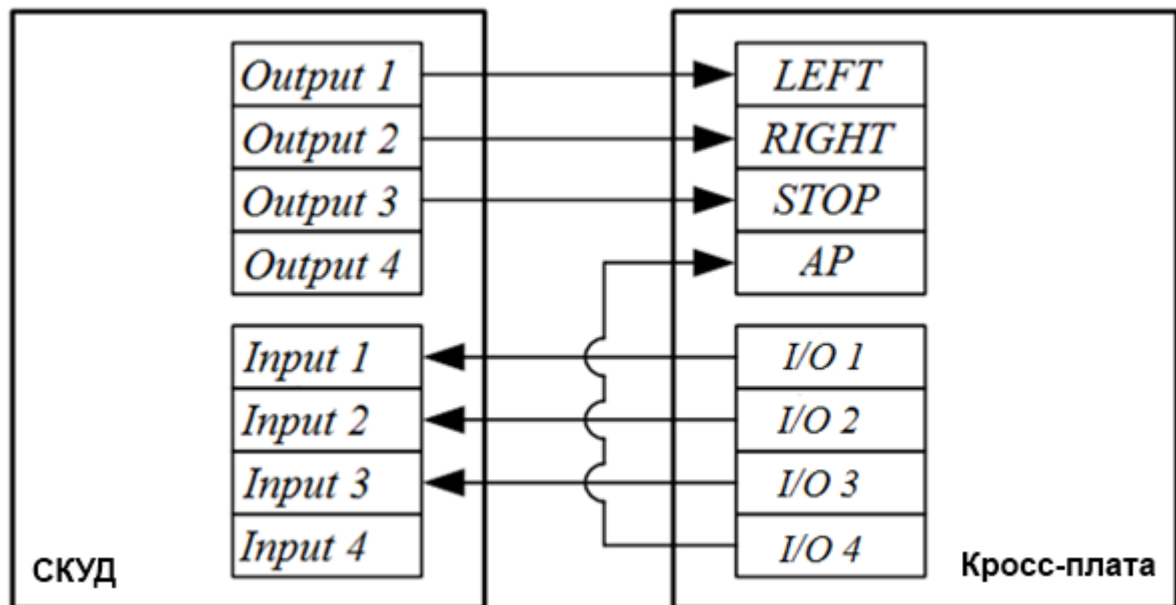 Output 1
Output 2
Output 3
Output 4
Input 1
Input 2
Input 3
Input 4
СКУД
LEFT
RIGHT
STOP
AP
I/O 1
I/O 2
I/O 3
I/O 4
Кросс-плата